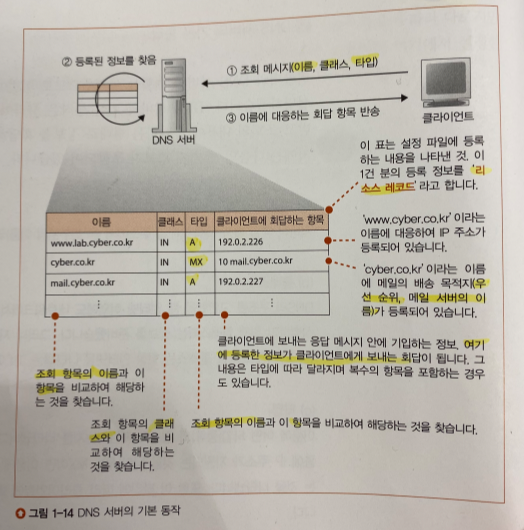 ② 등록된 정보를 찾음
① 조회 메시지(이름, 클래스, 타입)
③ 이름에 대응하는 회답 항목 반송
DNS 서버
클라이언트
이 표는 설정 파일에 등록
하는 내용을 나타낸 것. 이
1건 분의 등록 정보를 '리
소스 레코드'라고 합니다.
이름 클래스 타입 클라이언트에 회답하는 항목
www.lab.cyber.co.kr IN A 192.0.2.226
cyber.co.kr IN MX 10 mail.cyber.co.kr
mail.cyber.co.kr IN A 192.0.2.227
⋮ ⋮ ⋮ ⋮
'www.cyber.co.kr'이라는
이름에 대응하여 IP 주소가
등록되어 있습니다.
'cyber.co.kr'이라는 이름
에 메일의 배송 목적지(우
선 순위, 메일 서버의 이
름)가 등록되어 있습니다.
클라이언트에 보내는 응답 메시지 안에 기입하는 정보. 여기
에 등록한 정보가 클라이언트에게 보내는 회답이 됩니다. 그
내용은 타입에 따라 달라지며 복수의 항목을 포함하는 경우
도 있습니다.
조회 항목의 이름과 이
항목을 비교하여 해당하
는 것을 찾습니다.
조회 항목의 클래
스와 이 항목을 비
교하여 해당하는
것을 찾습니다.
조회 항목의 이름과 이 항목을 비교하여 해당하는 것을 찾습니다.
그림 1-14 DNS 서버의 기본 동작